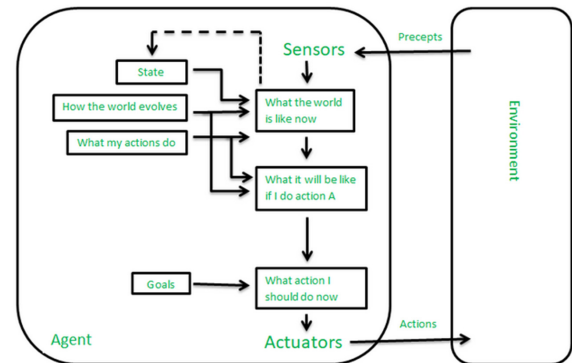 Sensors
Precepts
State
How the world evolves
What the world
is like now
What my actions do
What it will be like
if I do action A
Environment
Goals
What action I
should do now
Agent
Actuators
Actions